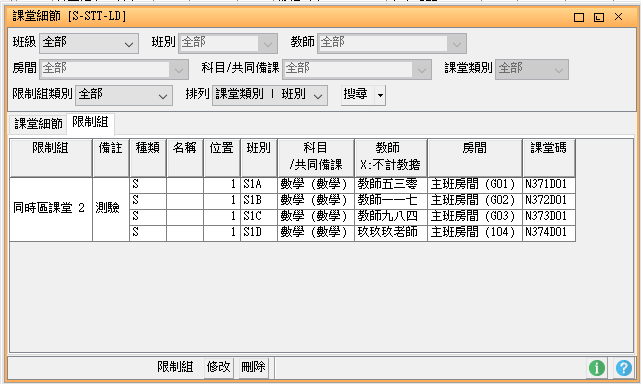 課堂細節 [S-STT-LD]
班級 全部 班別 全部 教師 全部
房間 全部 科目/共同備課 全部 課堂類別 全部
限制組類別 全部 排列 課堂類別 | 班別 搜尋
課堂細節 限制組
限制組 備註 種類 名稱 位置 班別 科目 教師 房間 課堂碼
/共同備課 X:不計教擔
S 1 S1A 數學 (數學) 教師五三零 主班房間 (G01) N371D01
同時區課堂 2 測驗 S 1 S1B 數學 (數學) 教師一一七 主班房間 (G02) N372D01
S 1 S1C 數學 (數學) 教師九八四 主班房間 (G03) N373D01
S 1 S1D 數學 (數學) 玫玫玫老師 主班房間 (104) N374D01
限制組 修改 刪除